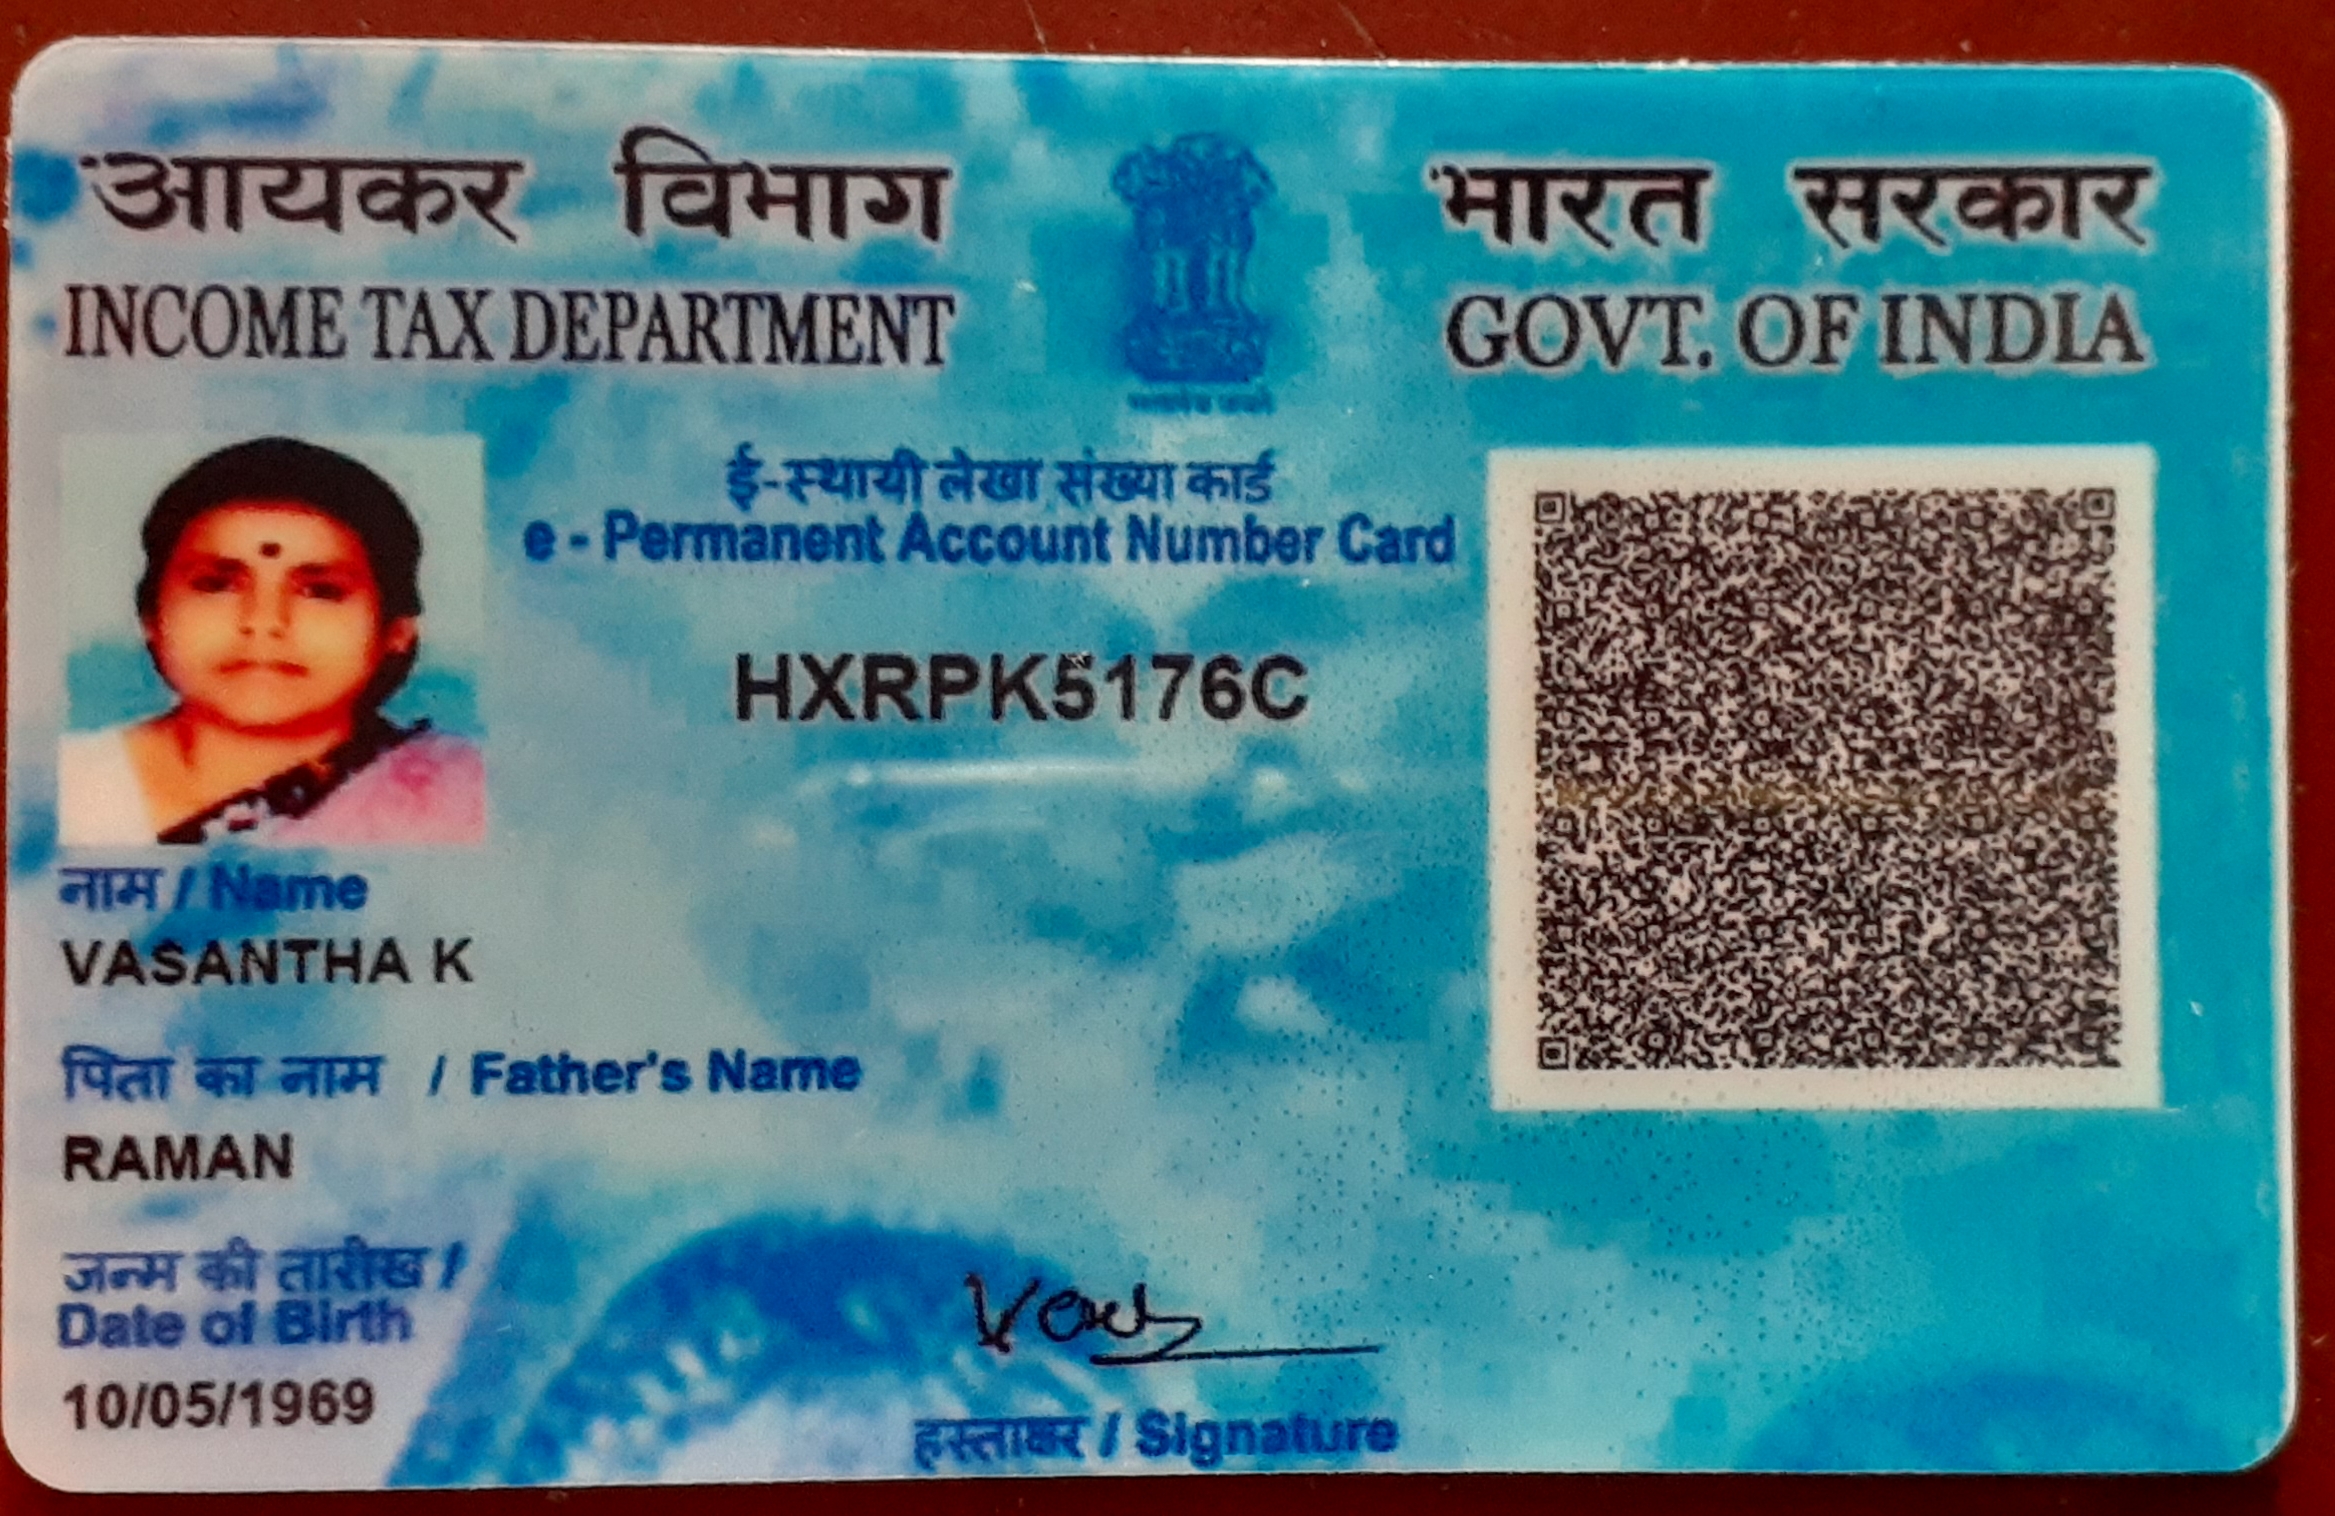 आयकर विभाग
INCOME TAX DEPARTMENT
भारत सरकार
GOVT. OF INDIA
ई-स्थायी लेखा संख्या कार्ड
e - Permanent Account Number Card
HXRPK5176C
नाम / Name
VASANTHA K
पिता का नाम / Father's Name
RAMAN
जन्म की तारीख /
Date of Birth
10/05/1969
हस्ताक्षर / Signature